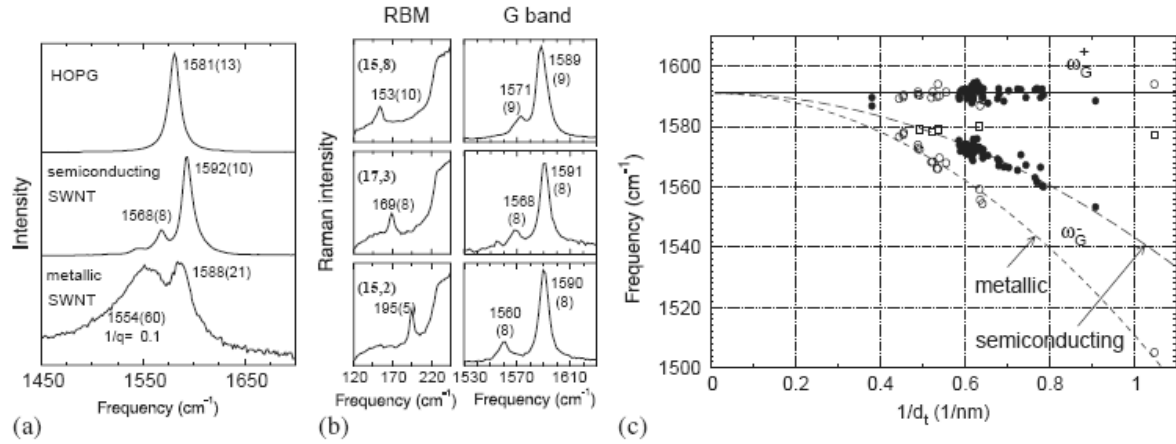 HOPG
1581(13)
semiconducting
SWNT
1592(10)
1568(8)
metallic
SWNT
1588(21)
1554(60)
1/q= 0.1
Intensity
1450 1550 1650
Frequency (cm⁻¹)
(a)
RBM G band
(15,8)
153(10)
1571
(9)
1589
(9)
(17,3)
169(8)
1568
(8)
1591
(8)
(15,2)
195(5)
1560
(8)
1590
(8)
Raman intensity
120 170 220 1530 1570 1610
Frequency (cm⁻¹) Frequency (cm⁻¹)
(b)
1600
1580
1560
1540
1520
1500
Frequency (cm⁻¹)
ω_G^+
ω_G^-
metallic
semiconducting
0 0.2 0.4 0.6 0.8 1
1/d_t (1/nm)
(c)